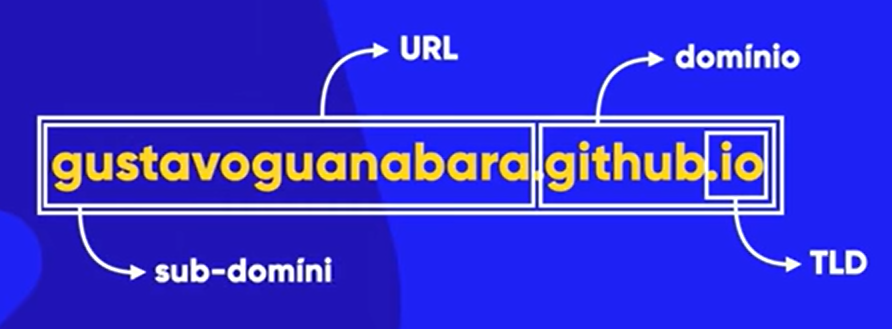 URL
domínio
gustavoguanabara.github.io
sub-domíni
TLD